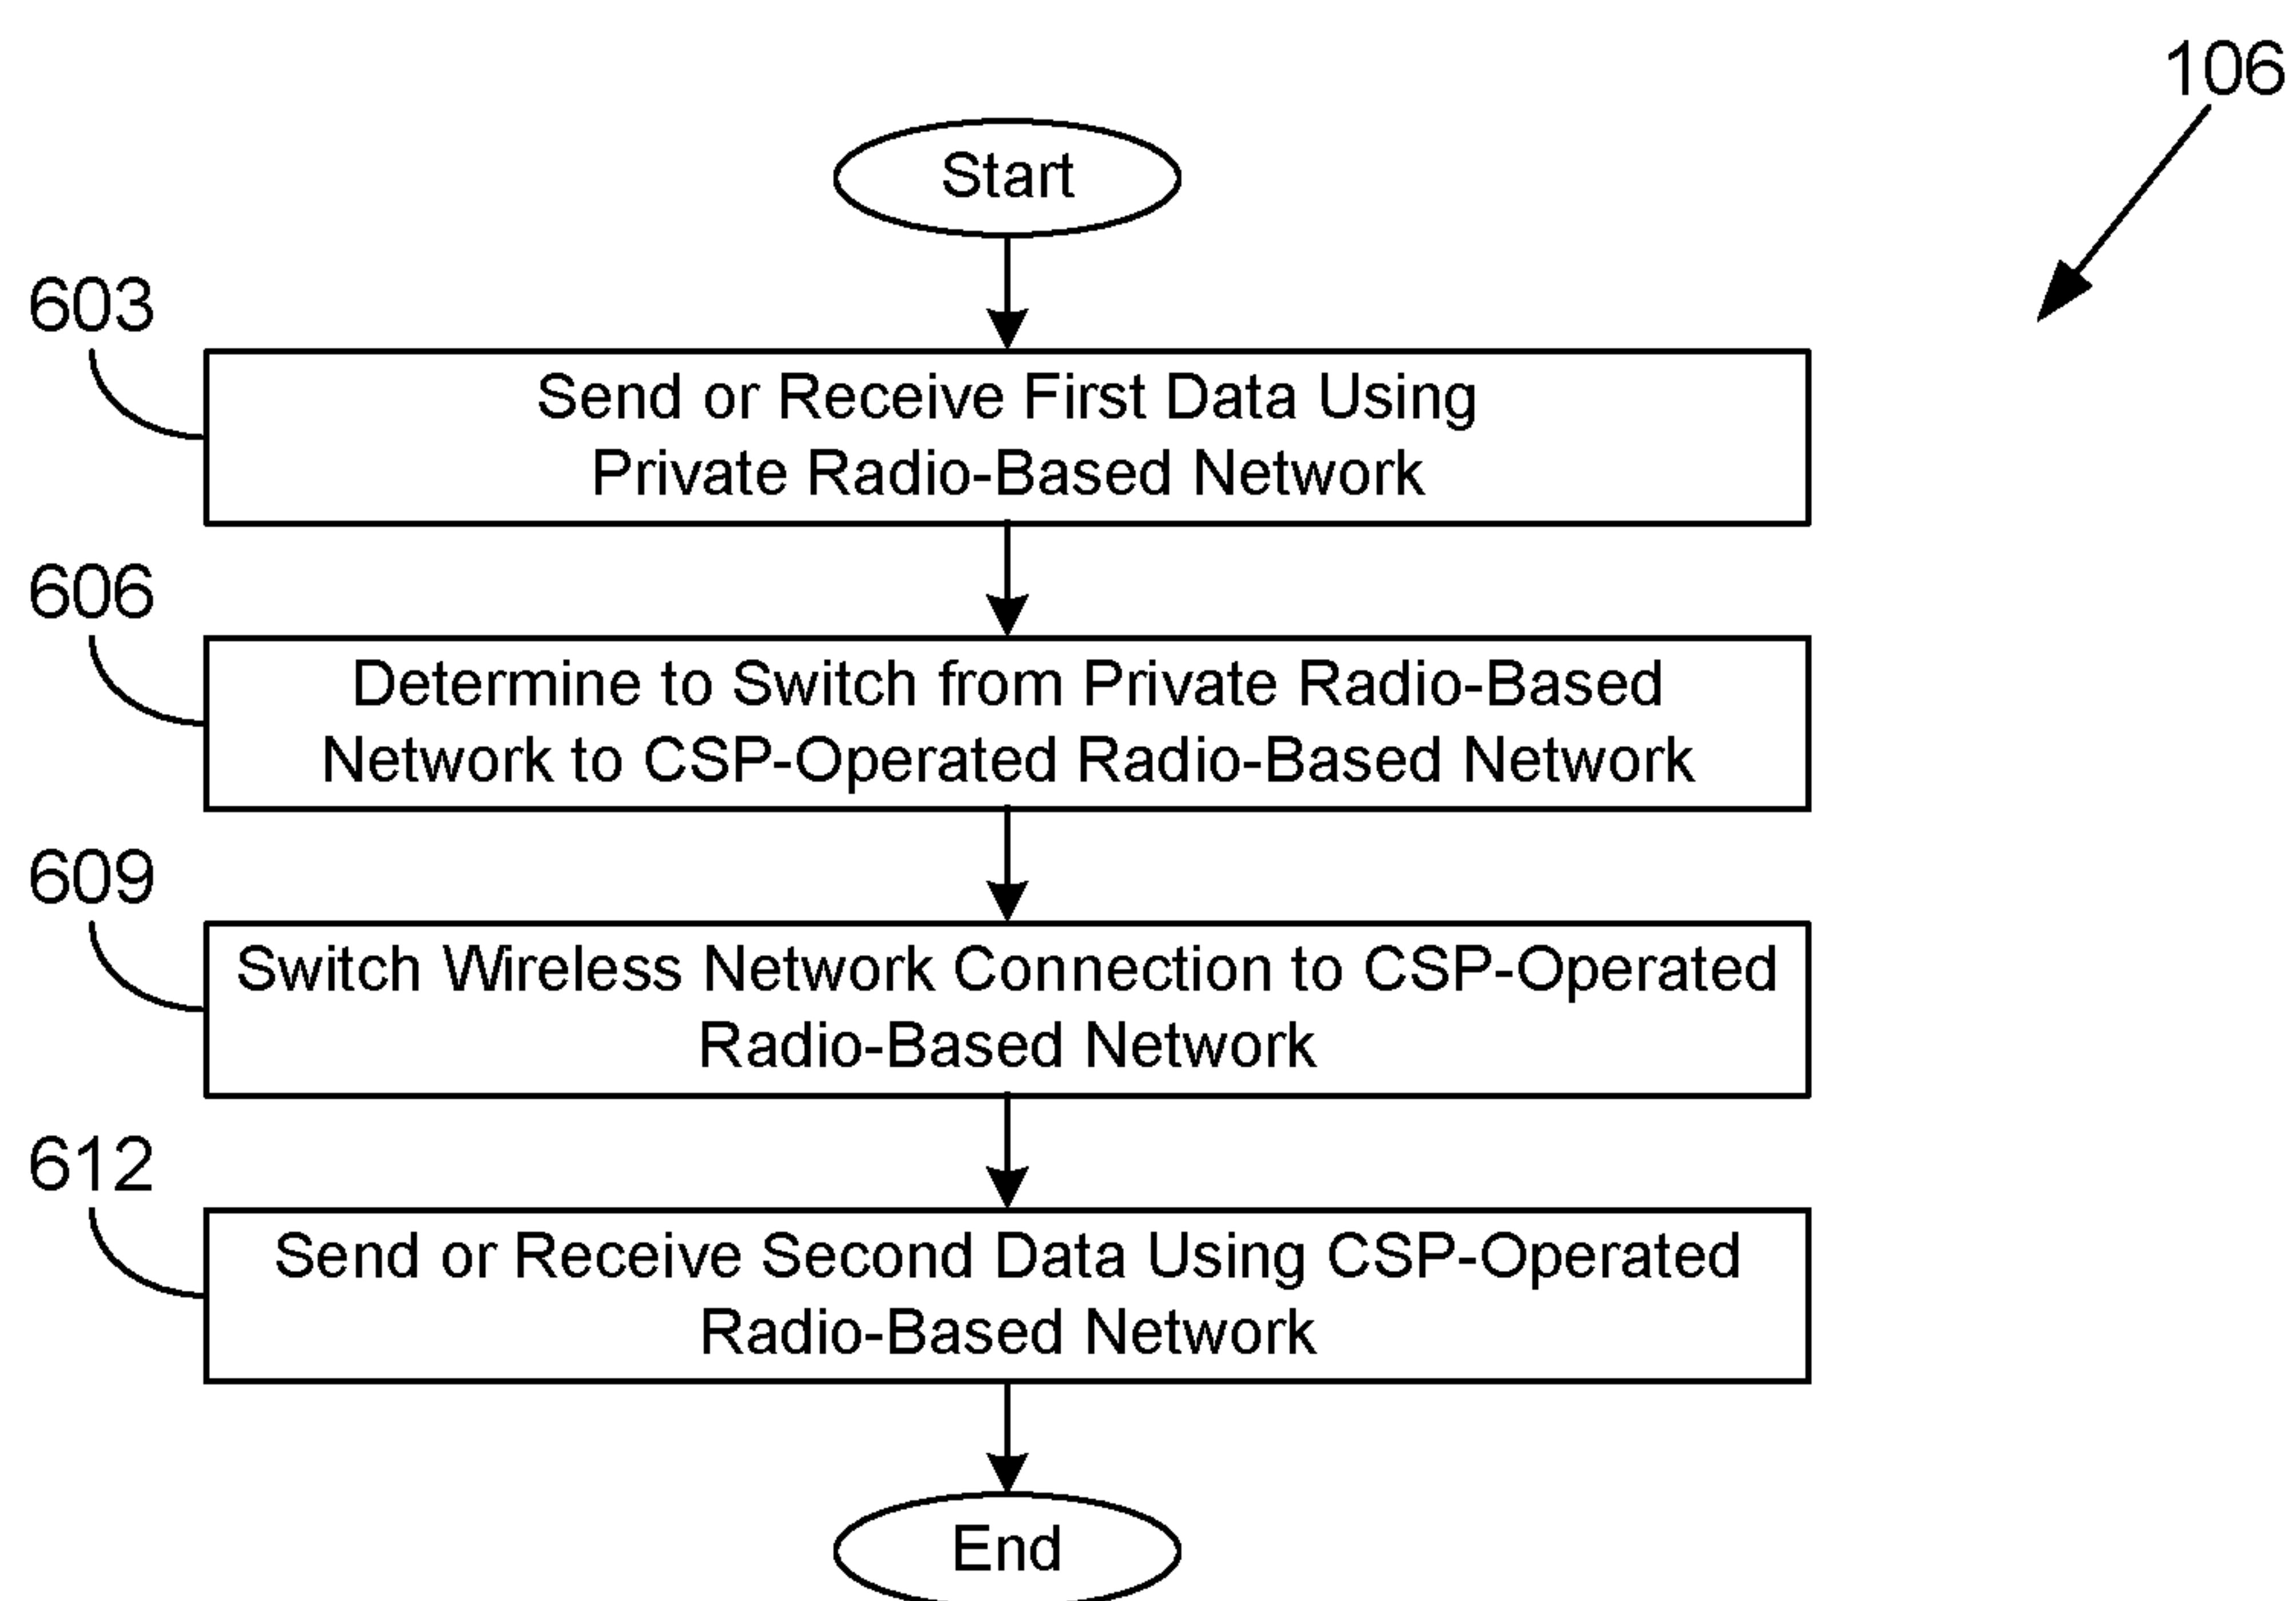 106
Start
603
Send or Receive First Data Using
Private Radio-Based Network
606
Determine to Switch from Private Radio-Based
Network to CSP-Operated Radio-Based Network
609
Switch Wireless Network Connection to CSP-Operated
Radio-Based Network
612
Send or Receive Second Data Using CSP-Operated
Radio-Based Network
End